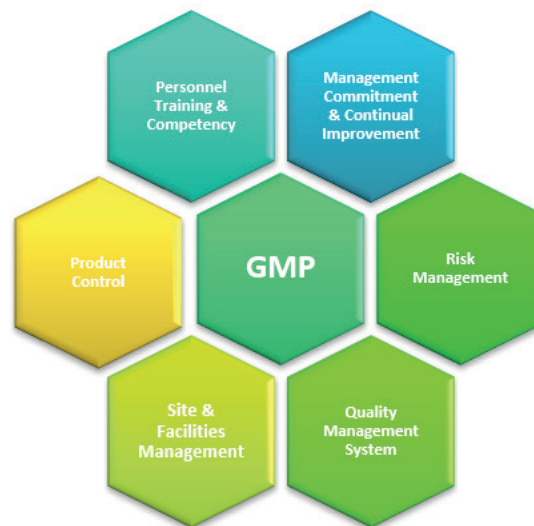 Personnel
Training &
Competency
Management
Commitment
& Continual
Improvement
Product
Control
GMP
Risk
Management
Site &
Facilities
Management
Quality
Management
System